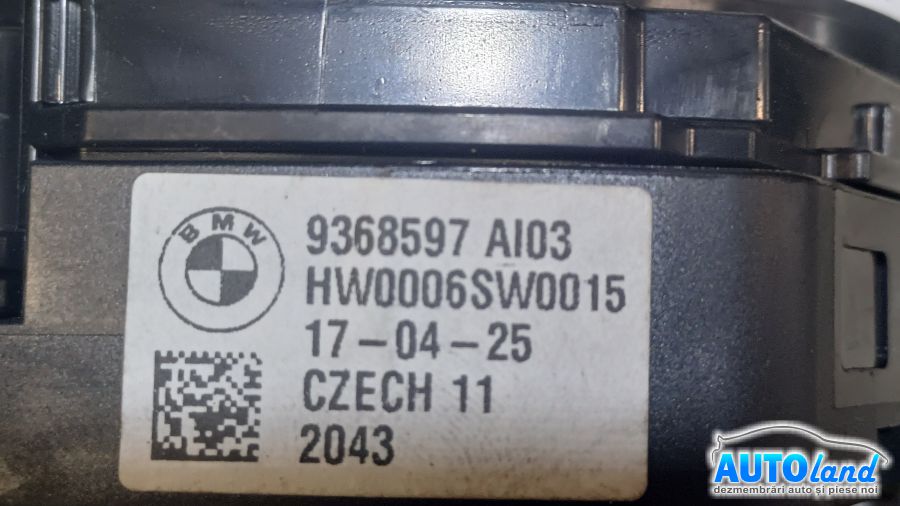 BMW
9368597 AI03
HW0006SW0015
17-04-25
CZECH 11
2043
AUTOland
dezmembrări auto și piese noi